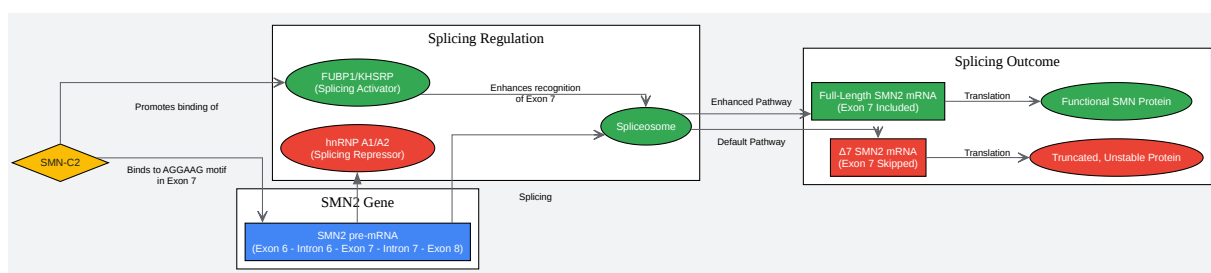 Splicing Regulation
FUBP1/KHSRP
(Splicing Activator)
Enhances recognition
of Exon 7
Promotes binding of
hnRNP A1/A2
(Splicing Repressor)
Spliceosome
SMN-C2
Binds to AGGAAG motif
in Exon 7
Splicing
SMN2 Gene
SMN2 pre-mRNA
(Exon 6 - Intron 6 - Exon 7 - Intron 7 - Exon 8)
Enhanced Pathway
Default Pathway
Splicing Outcome
Full-Length SMN2 mRNA
(Exon 7 Included)
Translation
Functional SMN Protein
Δ7 SMN2 mRNA
(Exon 7 Skipped)
Translation
Truncated, Unstable Protein